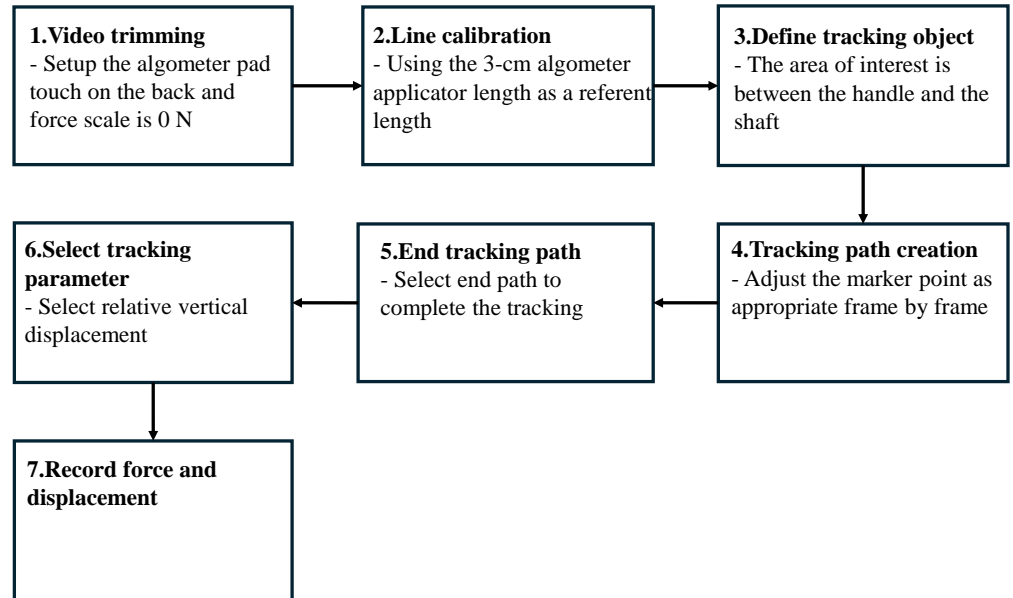 1.Video trimming
- Setup the algometer pad
touch on the back and
force scale is 0 N
2.Line calibration
- Using the 3-cm algometer
applicator length as a referent
length
3.Define tracking object
- The area of interest is
between the handle and the
shaft
4.Tracking path creation
- Adjust the marker point as
appropriate frame by frame
5.End tracking path
- Select end path to
complete the tracking
6.Select tracking
parameter
- Select relative vertical
displacement
7.Record force and
displacement